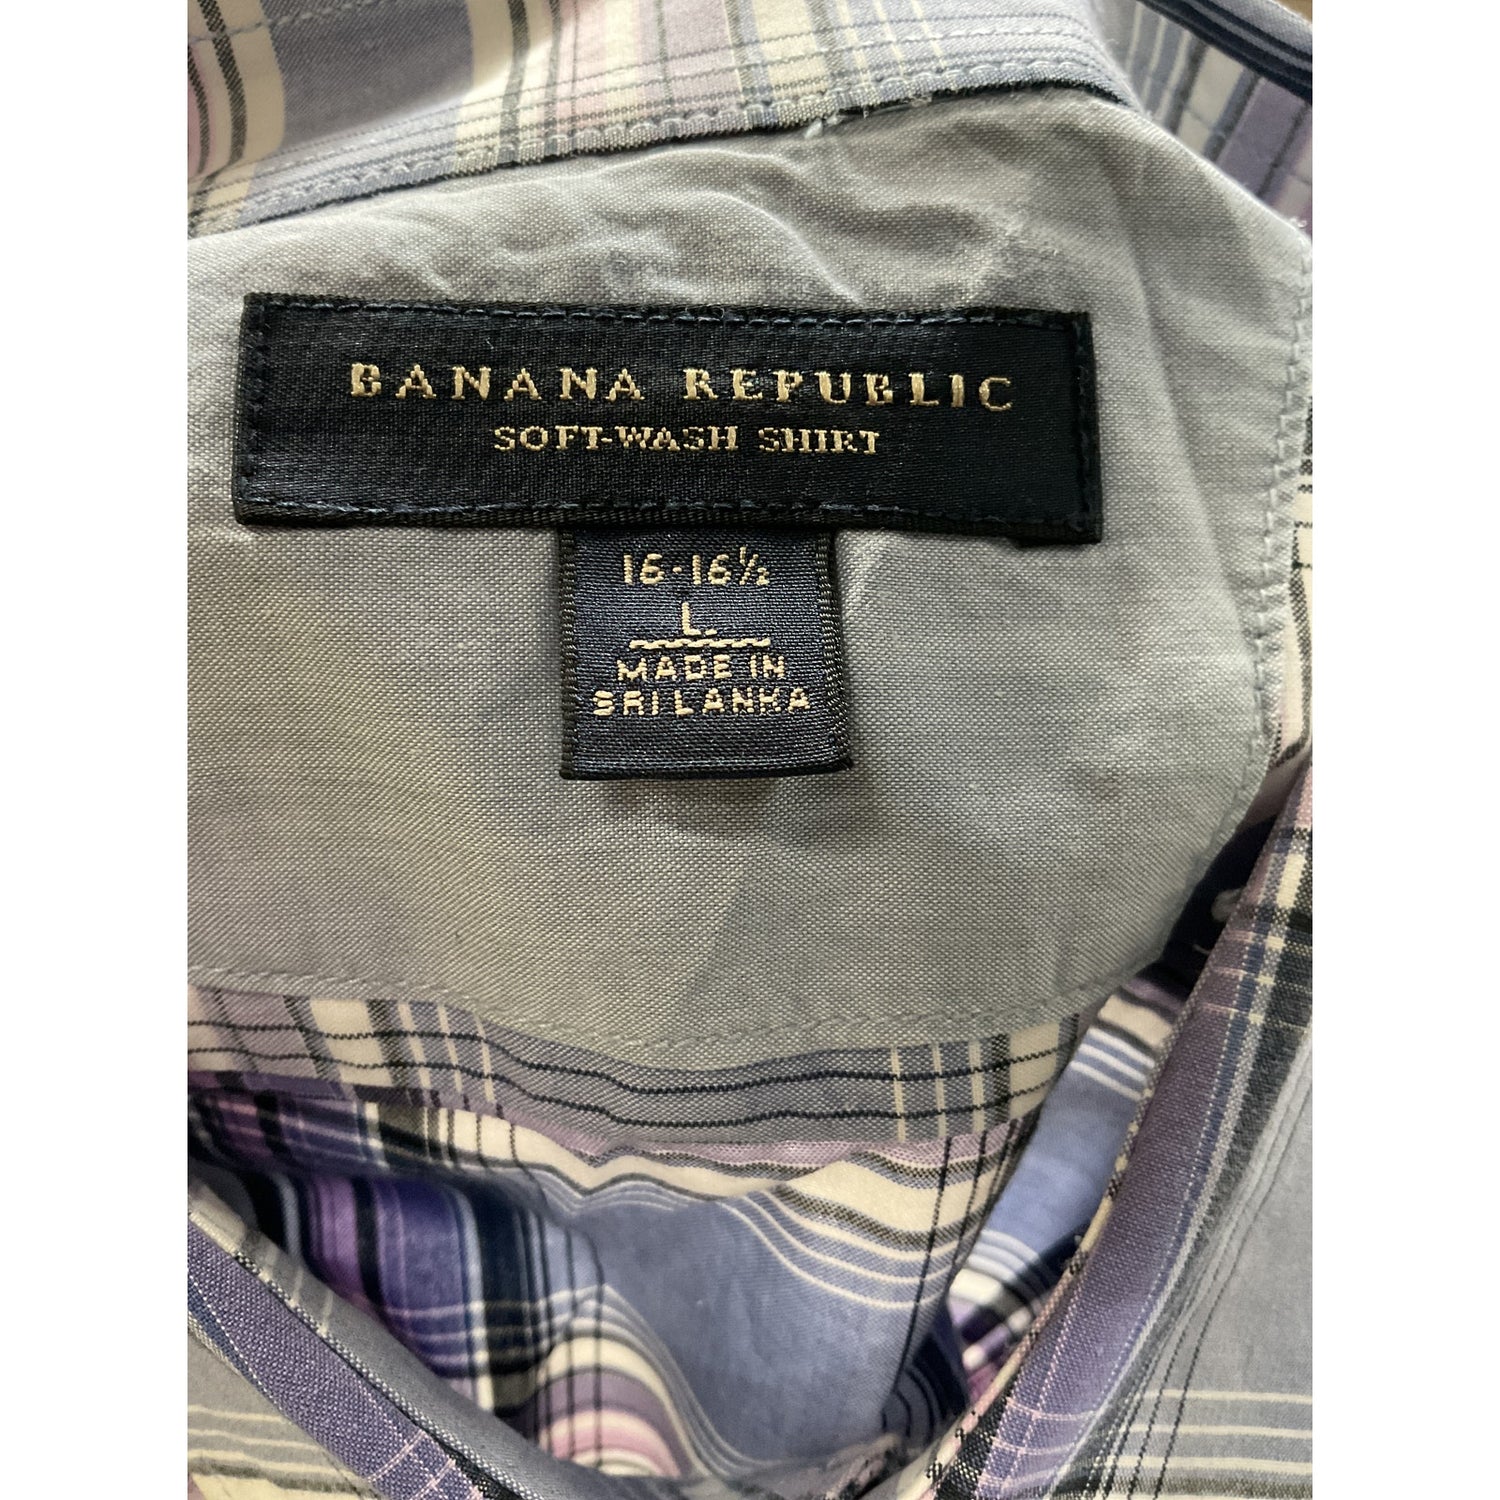 BANANA REPUBLIC
SOFT-WASH SHIRT
16-16½
L.
MADE IN
SRI LANKA